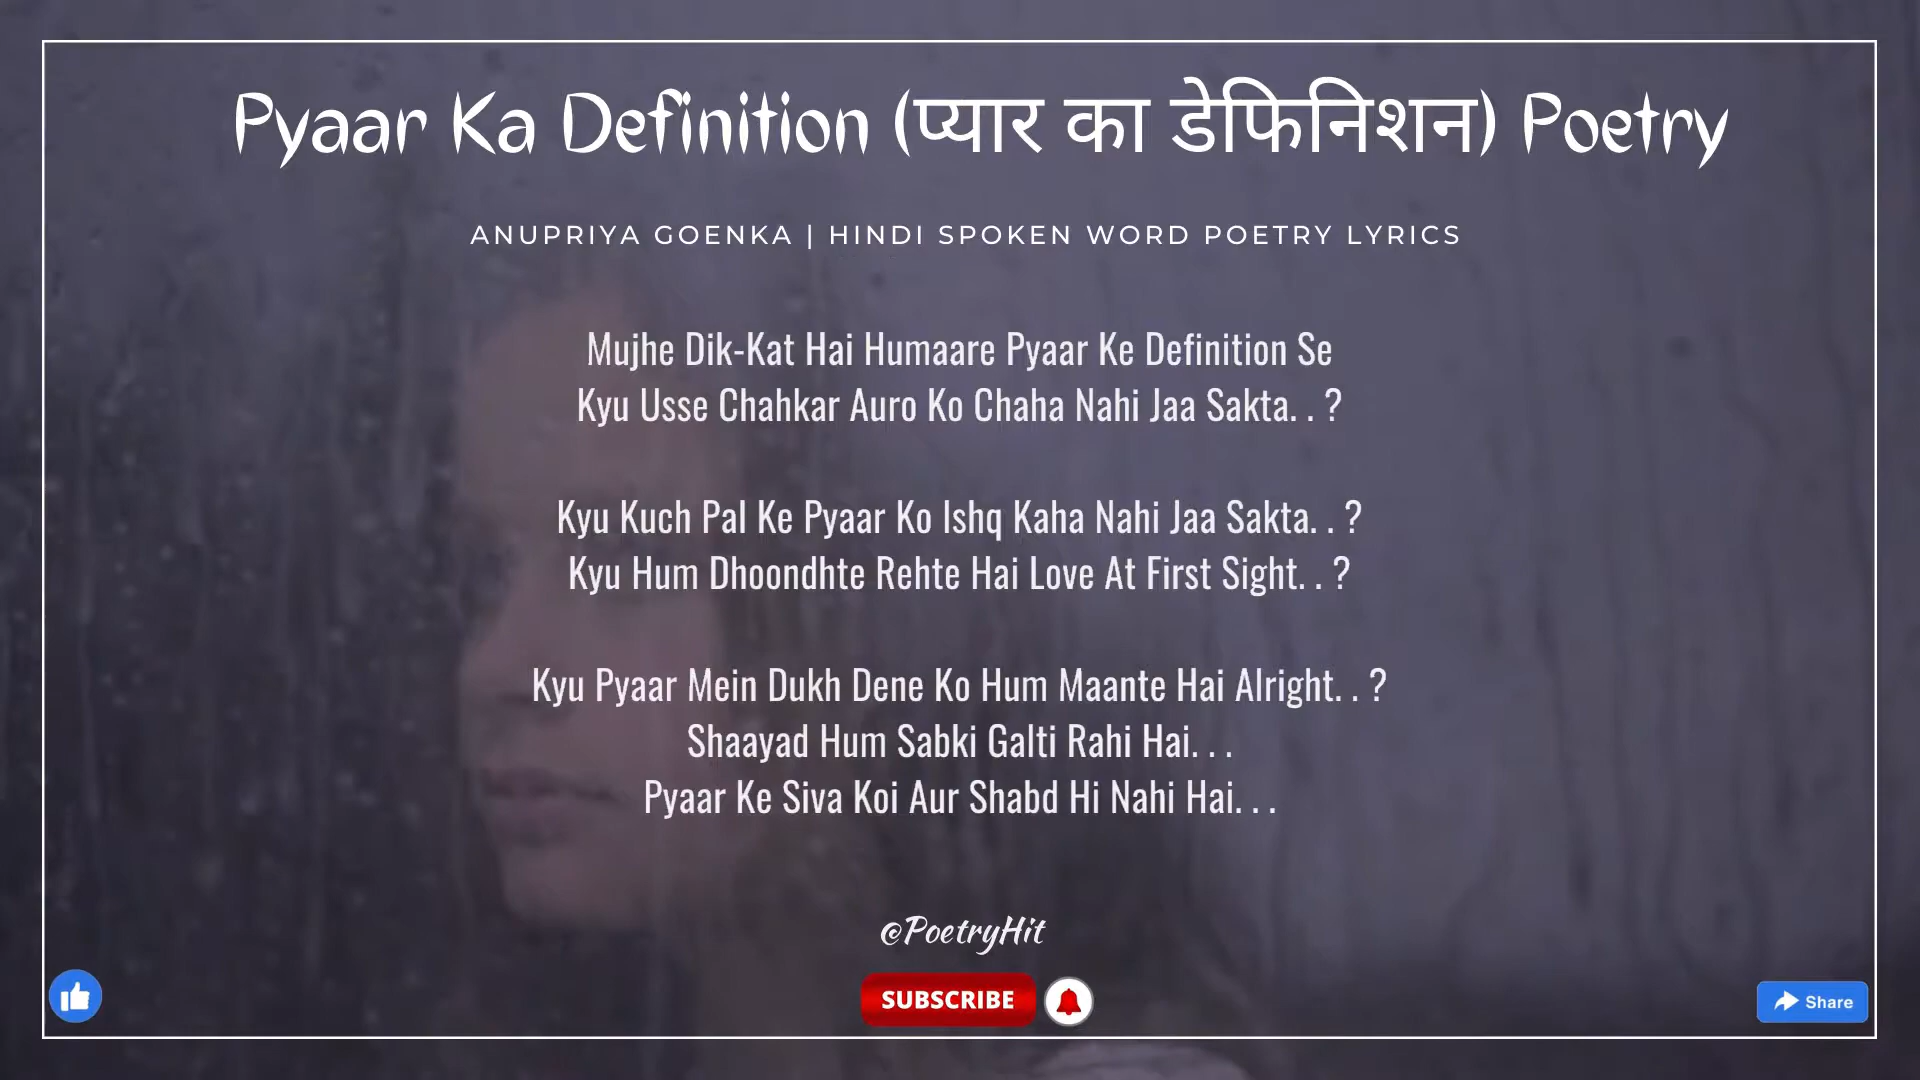 Pyaar Ka Definition (प्यार का डेफिनिशन) Poetry
ANUPRIYA GOENKA | HINDI SPOKEN WORD POETRY LYRICS
Mujhe Dik-Kat Hai Humaare Pyaar Ke Definition Se
Kyu Usse Chahkar Auro Ko Chaha Nahi Jaa Sakta. . ?
Kyu Kuch Pal Ke Pyaar Ko Ishq Kaha Nahi Jaa Sakta. . ?
Kyu Hum Dhoondhte Rehte Hai Love At First Sight. . ?
Kyu Pyaar Mein Dukh Dene Ko Hum Maante Hai Alright. . ?
Shaayad Hum Sabki Galti Rahi Hai. . .
Pyaar Ke Siva Koi Aur Shabd Hi Nahi Hai. . .
@PoetryHit
SUBSCRIBE
Share